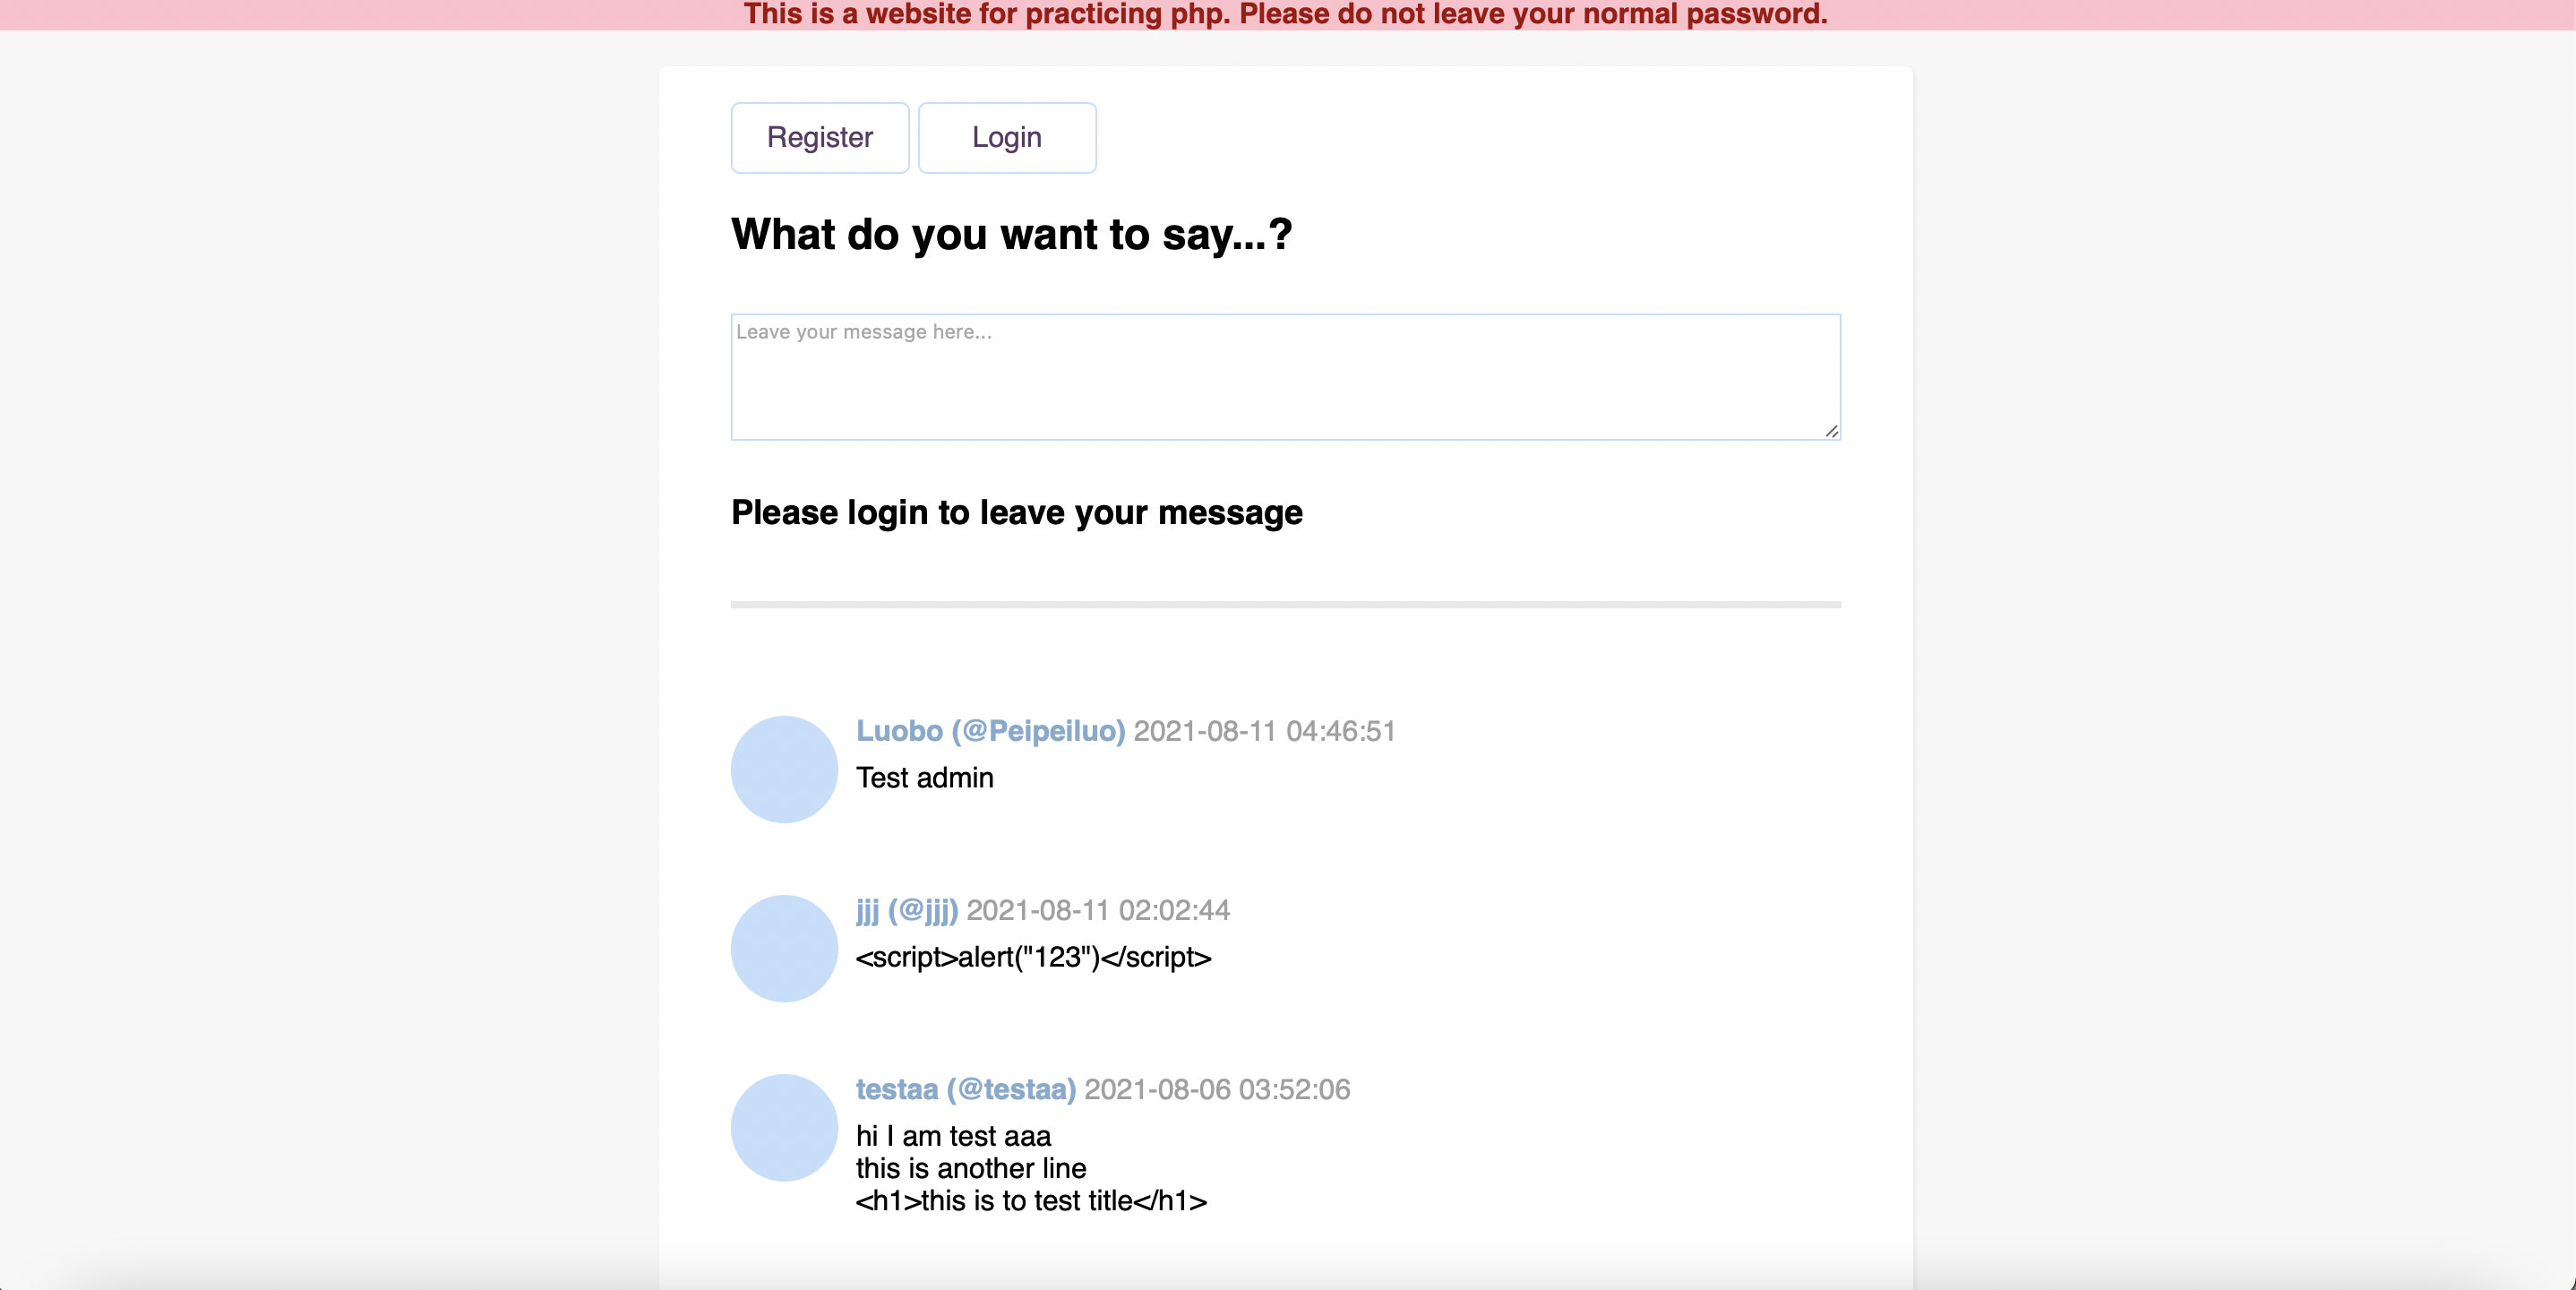 This is a website for practicing php. Please do not leave your normal password.
Register Login
What do you want to say...?
Leave your message here...
Please login to leave your message
Luobo (@Peipeiluo) 2021-08-11 04:46:51
Test admin
jjj (@jjj) 2021-08-11 02:02:44
<script>alert("123")</script>
testaa (@testaa) 2021-08-06 03:52:06
hi I am test aaa
this is another line
<h1>this is to test title</h1>